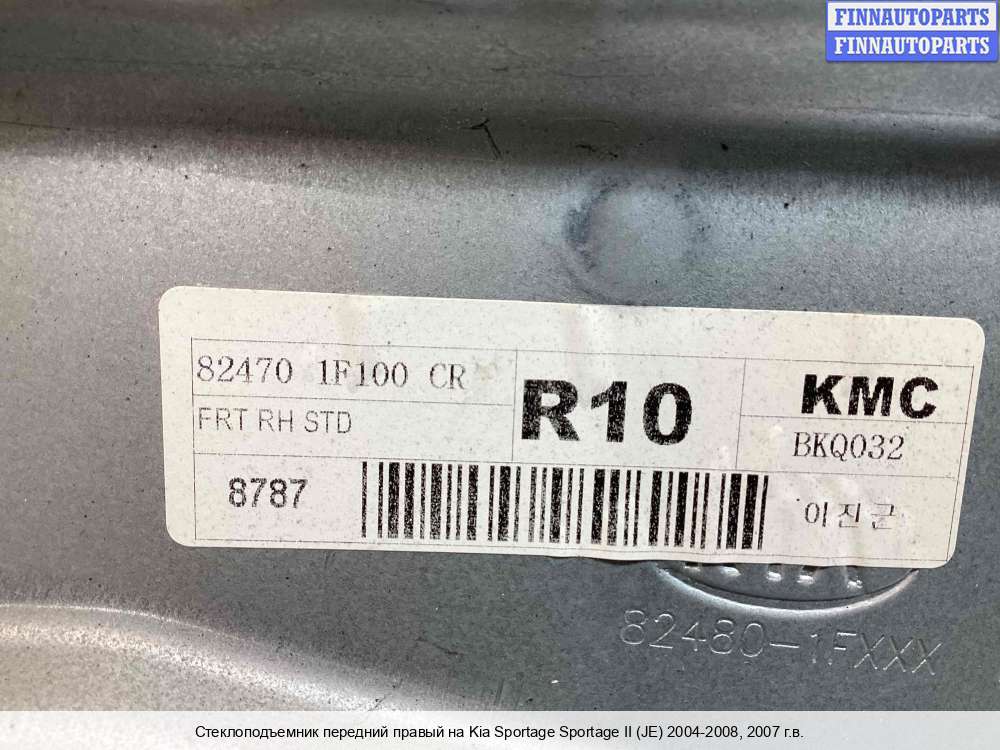 FINNAUTOPARTS
FINNAUTOPARTS
82470 1F100 CR
FRT RH STD
R10
KMC
BKQ032
8787
이진근
82480-1FXXX
Стеклоподъемник передний правый на Kia Sportage Sportage II (JE) 2004-2008, 2007 г.в.